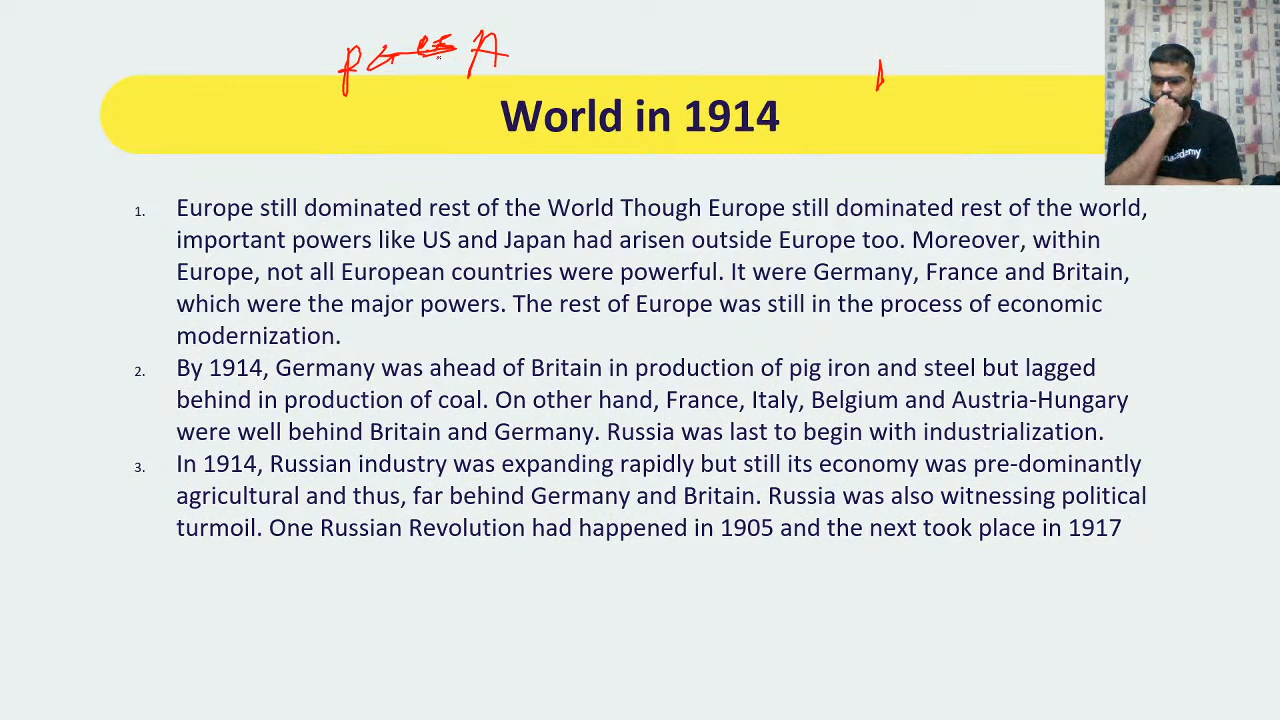 World in 1914
1. Europe still dominated rest of the World Though Europe still dominated rest of the world,
important powers like US and Japan had arisen outside Europe too. Moreover, within
Europe, not all European countries were powerful. It were Germany, France and Britain,
which were the major powers. The rest of Europe was still in the process of economic
modernization.
2. By 1914, Germany was ahead of Britain in production of pig iron and steel but lagged
behind in production of coal. On other hand, France, Italy, Belgium and Austria-Hungary
were well behind Britain and Germany. Russia was last to begin with industrialization.
3. In 1914, Russian industry was expanding rapidly but still its economy was pre-dominantly
agricultural and thus, far behind Germany and Britain. Russia was also witnessing political
turmoil. One Russian Revolution had happened in 1905 and the next took place in 1917